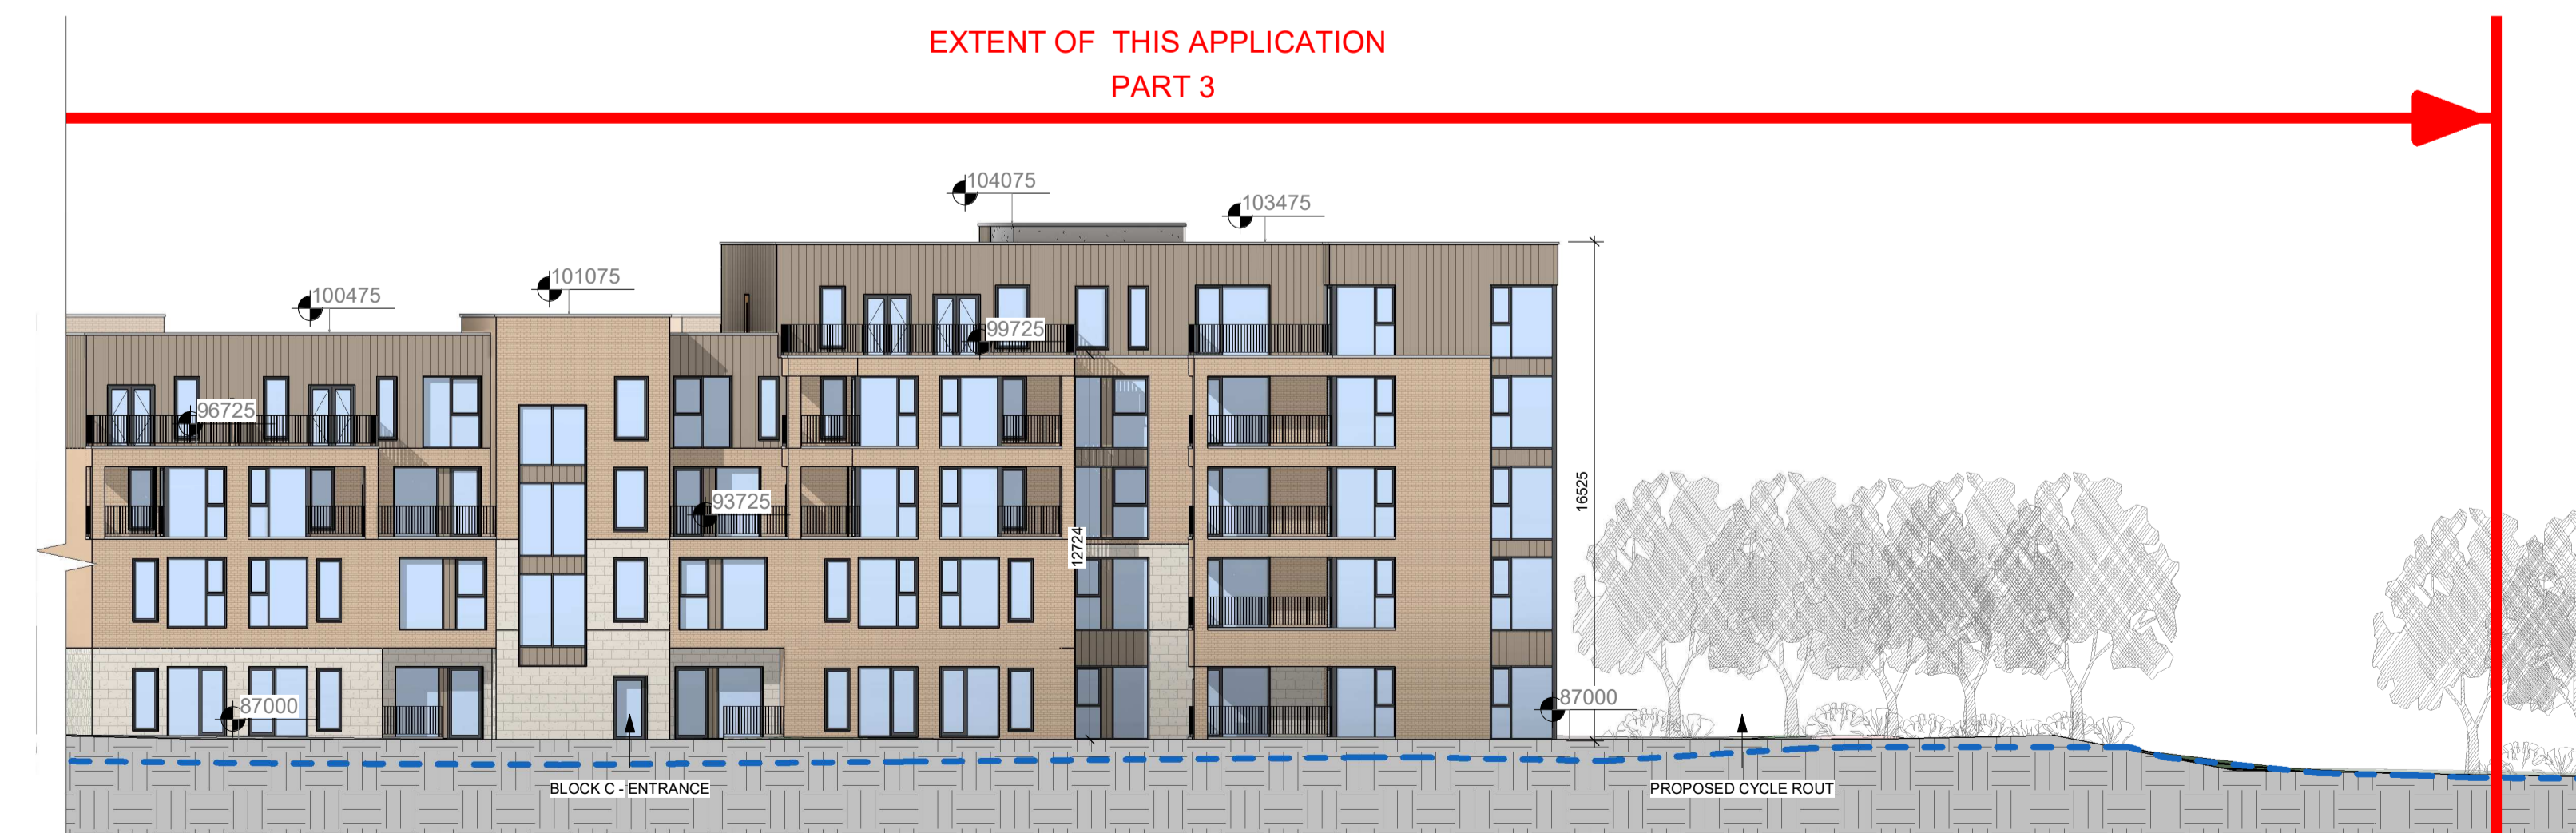 EXTENT OF THIS APPLICATION
PART 3
104075
103475
101075
100475
99725
96725
93725
16525
12724
87000
87000
BLOCK C - ENTRANCE
PROPOSED CYCLE ROUT